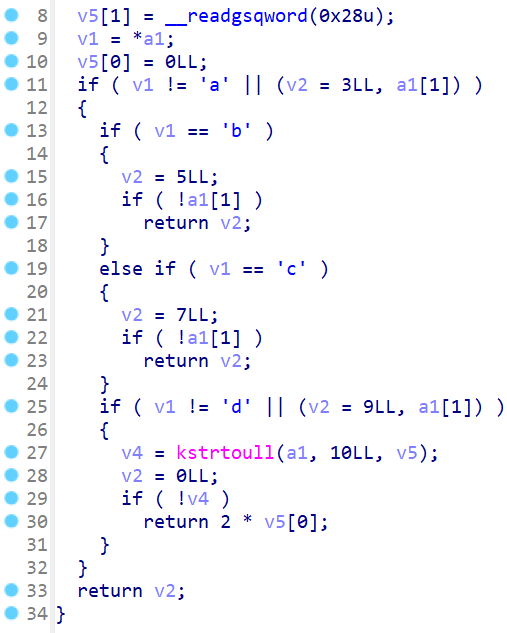 8 v5[1] = __readgsqword(0x28u);
9 v1 = *a1;
10 v5[0] = 0LL;
11 if ( v1 != 'a' || (v2 = 3LL, a1[1]) )
12 {
13 if ( v1 == 'b' )
14 {
15 v2 = 5LL;
16 if ( !a1[1] )
17 return v2;
18 }
19 else if ( v1 == 'c' )
20 {
21 v2 = 7LL;
22 if ( !a1[1] )
23 return v2;
24 }
25 if ( v1 != 'd' || (v2 = 9LL, a1[1]) )
26 {
27 v4 = kstrtoull(a1, 10LL, v5);
28 v2 = 0LL;
29 if ( !v4 )
30 return 2 * v5[0];
31 }
32 }
33 return v2;
34 }